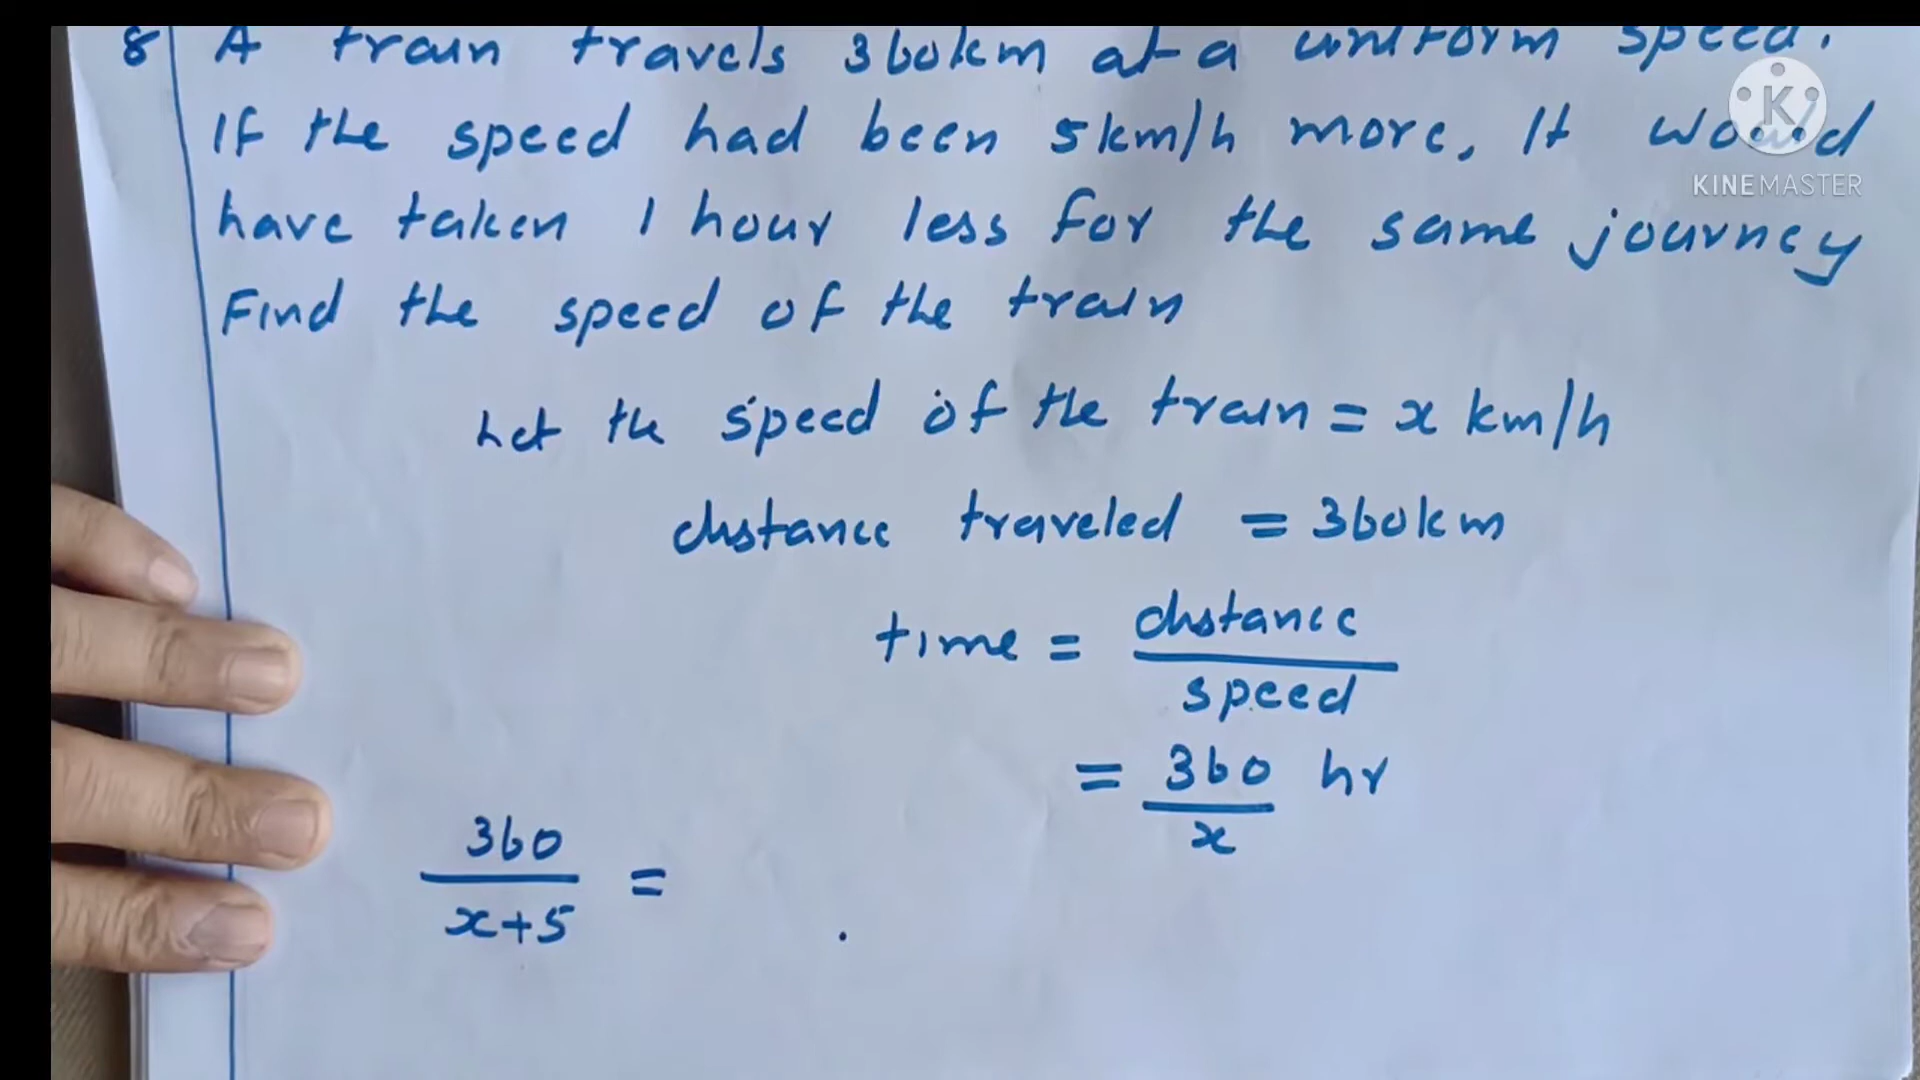 8 A train travels 360km at a uniform speed.
If the speed had been 5km/h more, It would
have taken 1 hour less for the same journey
Find the speed of the train
Let the speed of the train = x km/h
distance traveled = 360km
time = distance
speed
= 360 hr
x
360 =
x+5
K
KINEMASTER